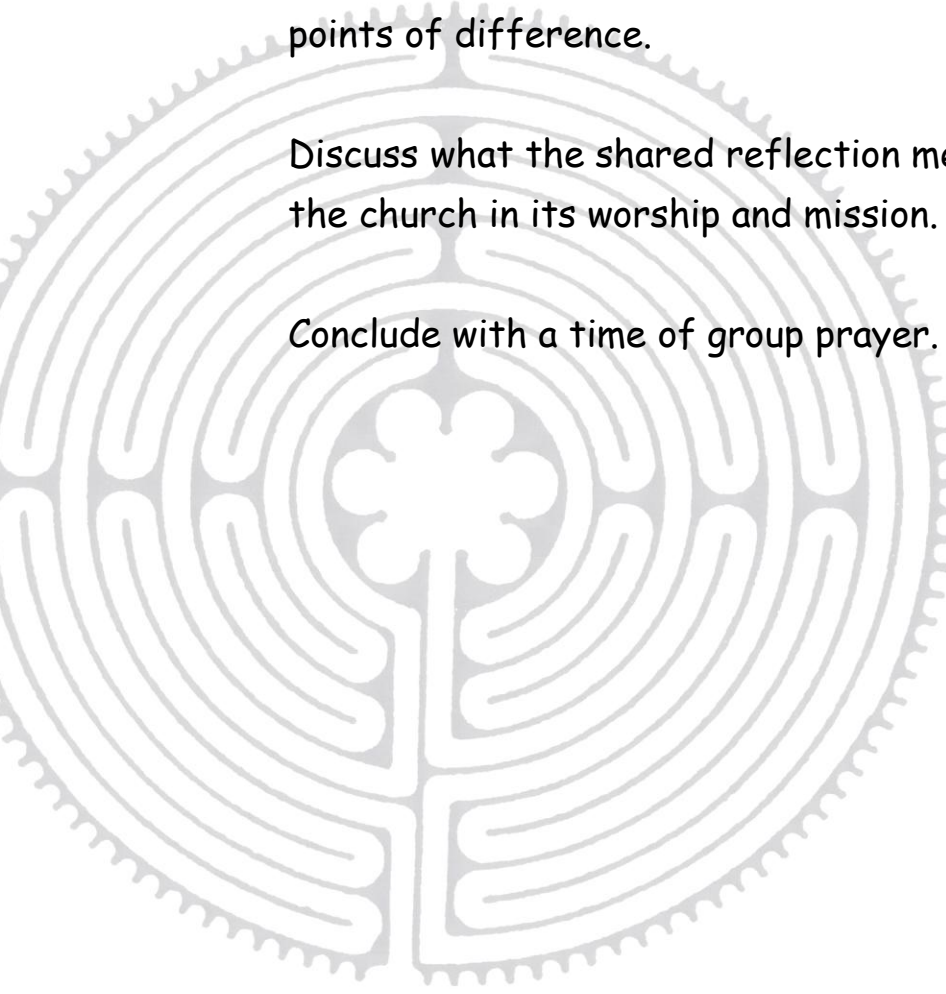 points of difference.
Discuss what the shared reflection
the church in its worship and mission.
Conclude with a time of group prayer.